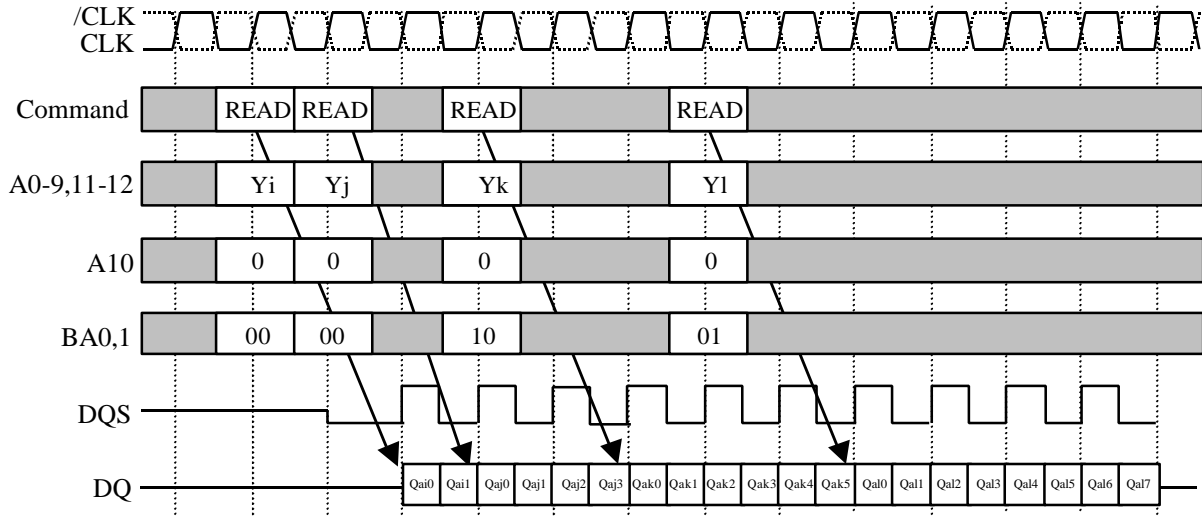 /CLK
CLK
Command READ READ READ READ
A0-9,11-12 Yi Yj Yk Yl
A10 0 0 0 0
BA0,1 00 00 10 01
DQS
DQ Qai0 Qai1 Qaj0 Qaj1 Qaj2 Qaj3 Qak0 Qak1 Qak2 Qak3 Qak4 Qak5 Qal0 Qal1 Qal2 Qal3 Qal4 Qal5 Qal6 Qal7